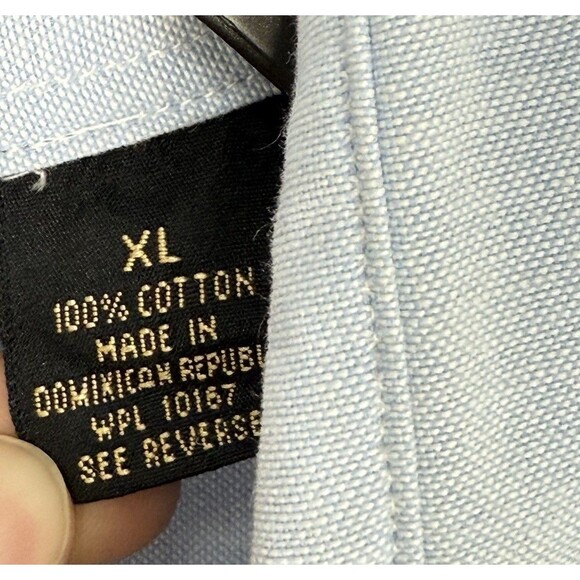 XL
100% COTTON
MADE IN
DOMINICAN REPUBL
WPL 10167
SEE REVERSE